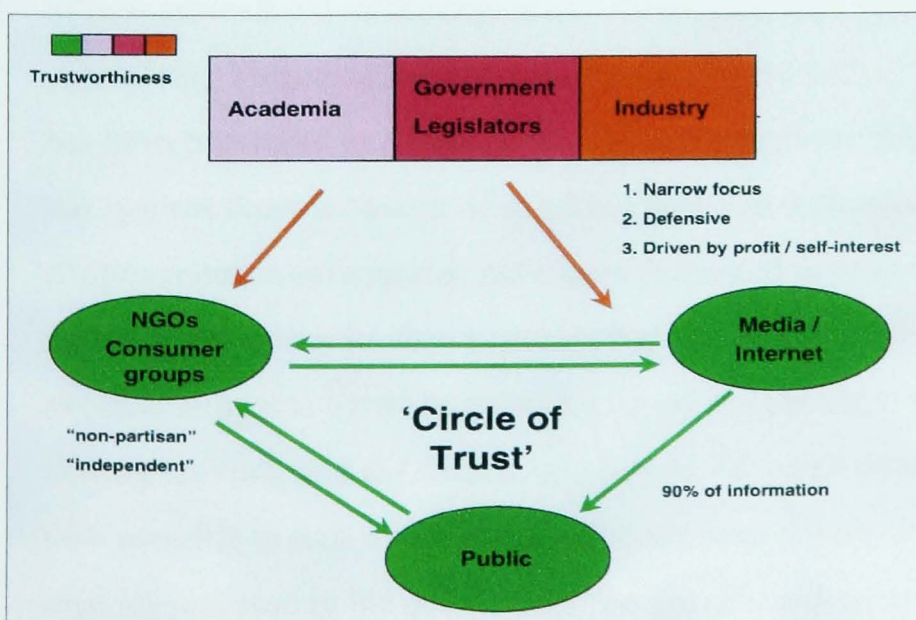 Trustworthiness
Academia
Government
Legislators
Industry
1. Narrow focus
2. Defensive
3. Driven by profit / self-interest
NGOs
Consumer
groups
Media /
Internet
"non-partisan"
"independent"
'Circle of
Trust'
90% of information
Public